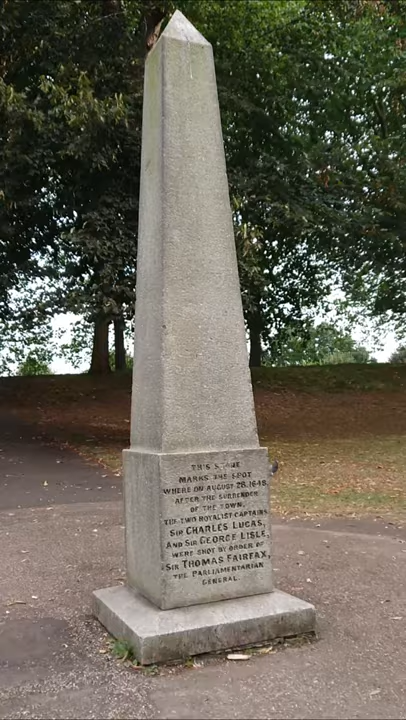 THIS STONE
MARKS THE SPOT
WHERE ON AUGUST 28. 1648,
AFTER THE SURRENDER
OF THE TOWN,
THE TWO ROYALIST CAPTAINS
SIR CHARLES LUCAS,
AND SIR GEORGE LISLE,
WERE SHOT BY ORDER OF
SIR THOMAS FAIRFAX,
THE PARLIAMENTARIAN
GENERAL.